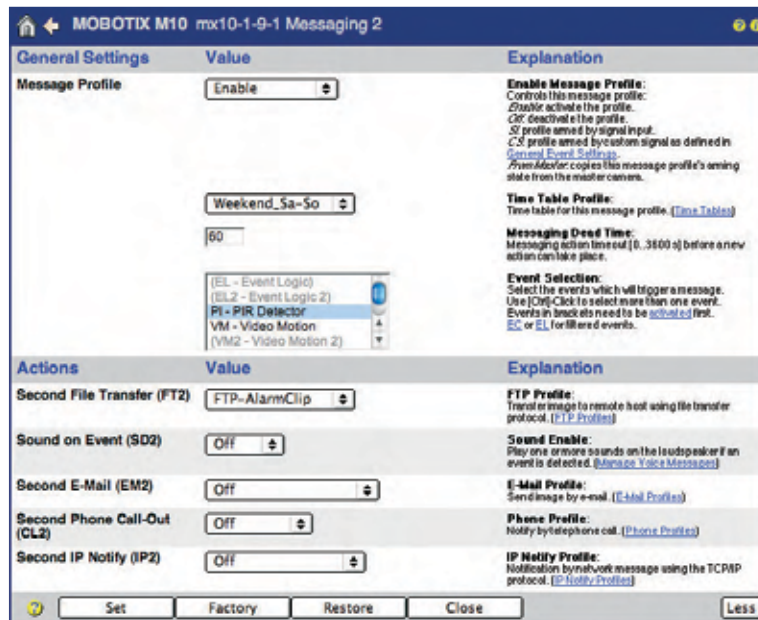 MOBOTIX M10 mx10-1-9-1 Messaging 2
General Settings Value Explanation
Message Profile Enable
Enable Message Profile:
Controls this message profile:
Enable: activate the profile.
Off: deactivate the profile.
SI: profile armed by signal input.
CS: profile armed by custom signal as defined in
General Event Settings.
From Master: copies this message profile's arming
state from the master camera.
Weekend_Sa-So
Time Table Profile:
Time table for this message profile. (Time Tables)
60
Messaging Dead Time:
Messaging action timeout [0..3600 s] before a new
action can take place.
(EL - Event Logic)
(EL2 - Event Logic 2)
PI - PIR Detector
VM - Video Motion
(VM2 - Video Motion 2)
Event Selection:
Select the events which will trigger a message.
Use [Ctrl]-Click to select more than one event.
Events in brackets need to be activated first.
EC or EL for filtered events.
Actions Value Explanation
Second File Transfer (FT2) FTP-AlarmClip
FTP Profile:
Transfer image to remote host using file transfer
protocol. (FTP Profiles)
Sound on Event (SD2) Off
Sound Enable:
Play one or more sounds on the loudspeaker if an
event is detected. (Manage Voice Messages)
Second E-Mail (EM2) Off
E-Mail Profile:
Send image by e-mail. (E-Mail Profiles)
Second Phone Call-Out
(CL2) Off
Phone Profile:
Notify by telephone call. (Phone Profiles)
Second IP Notify (IP2) Off
IP Notify Profile:
Notification by network message using the TCP/IP
protocol. (IP Notify Profiles)
Set Factory Restore Close Less